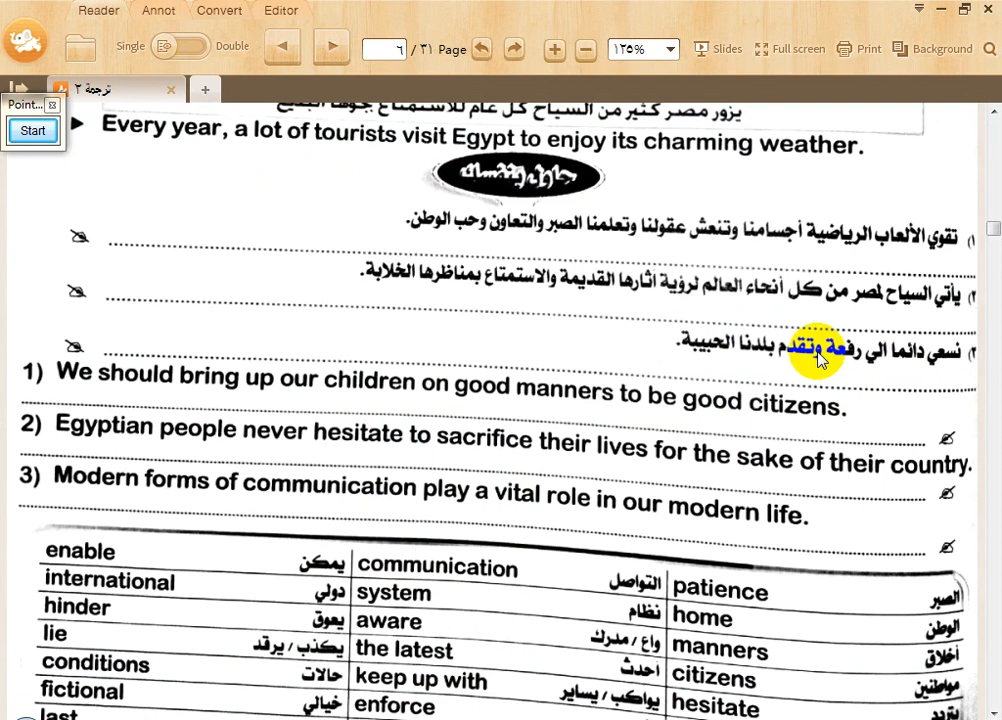 Reader Annot Convert Editor
Single Double ٦ / ٣١ Page ١٢٥% Slides Full screen Print Background
ترجمة ٢
Point...
Start
يزور مصر كثير من السياح كل عام للاستمتاع بجوها البديع
Every year, a lot of tourists visit Egypt to enjoy its charming weather.
حاول بنفسك
١) تقوي الألعاب الرياضية أجسامنا وتنعش عقولنا وتعلمنا الصبر والتعاون وحب الوطن.
٢) يأتي السياح لمصر من كل أنحاء العالم لرؤية اثارها القديمة والاستمتاع بمناظرها الخلابة.
٣) نسعي دائما الي رفعة وتقدم بلدنا الحبيبة.
1) We should bring up our children on good manners to be good citizens.
2) Egyptian people never hesitate to sacrifice their lives for the sake of their country.
3) Modern forms of communication play a vital role in our modern life.
enable يمكن communication التواصل patience الصبر
international دولي system نظام home الوطن
hinder يعوق aware واع / مدرك manners أخلاق
lie يكذب / يرقد the latest أحدث citizens مواطنين
conditions حالات keep up with يواكب / يساير hesitate يتردد
fictional خيالي enforce
last